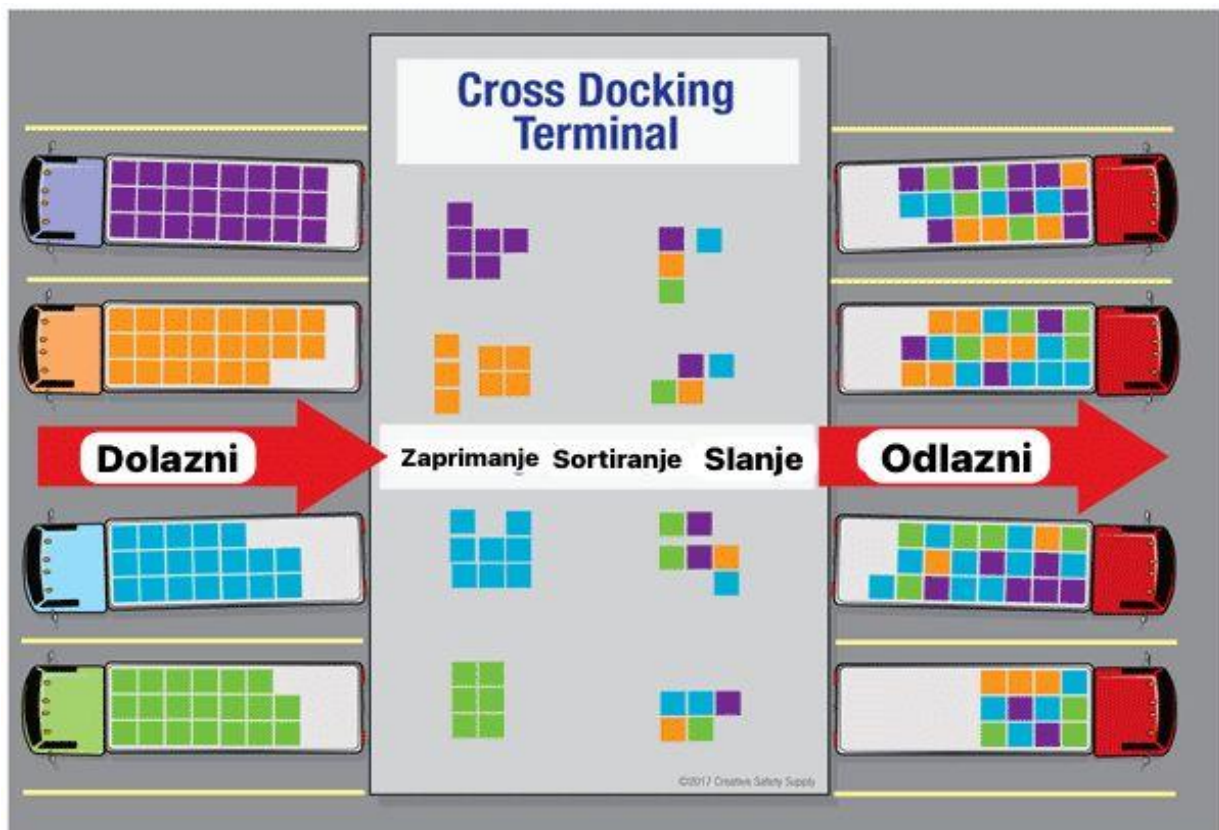 Cross Docking
Terminal
Dolazni
Zaprimanje Sortiranje Slanje
Odlazni
©2017 Creative Safety Supply